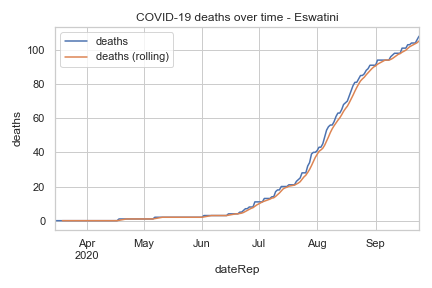 COVID-19 deaths over time - Eswatini
deaths
deaths (rolling)
100
80
60
40
20
0
deaths
Apr
2020
May
Jun
Jul
Aug
Sep
dateRep